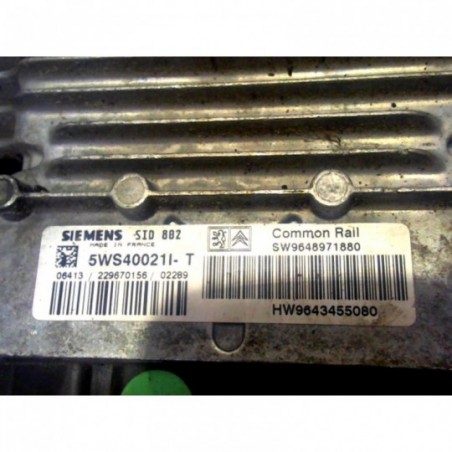 SIEMENS SID 802
MADE IN FRANCE
5WS40021I- T
06413 / 229670156 / 02289
Common Rail
SW9648971880
HW9643455080